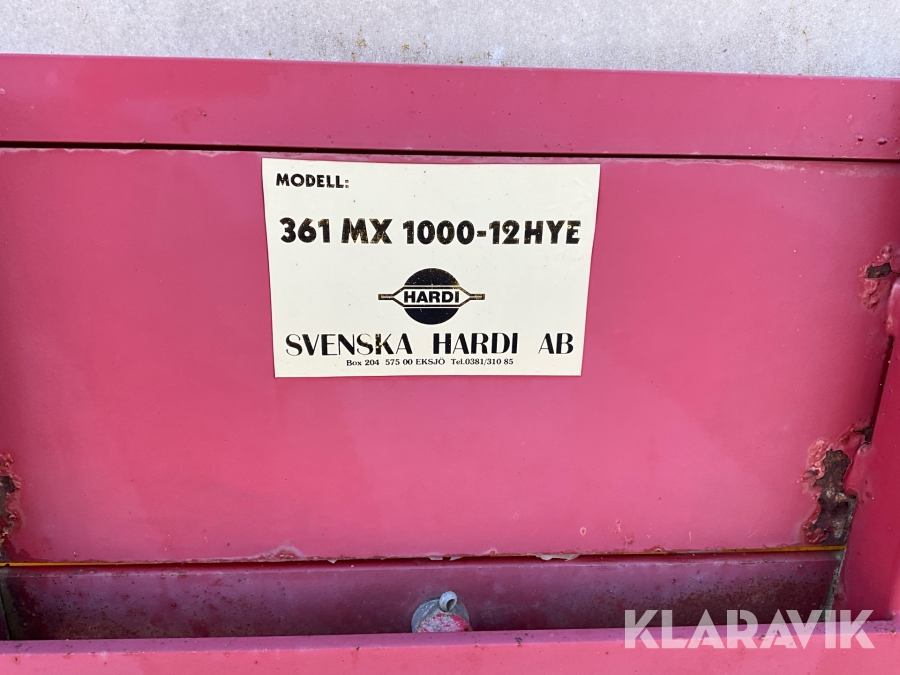 MODELL:
361 MX 1000-12HYE
HARDI
SVENSKA HARDI AB
Box 204 575 00 EKSJÖ Tel.0381/310 85
KLARAVIK